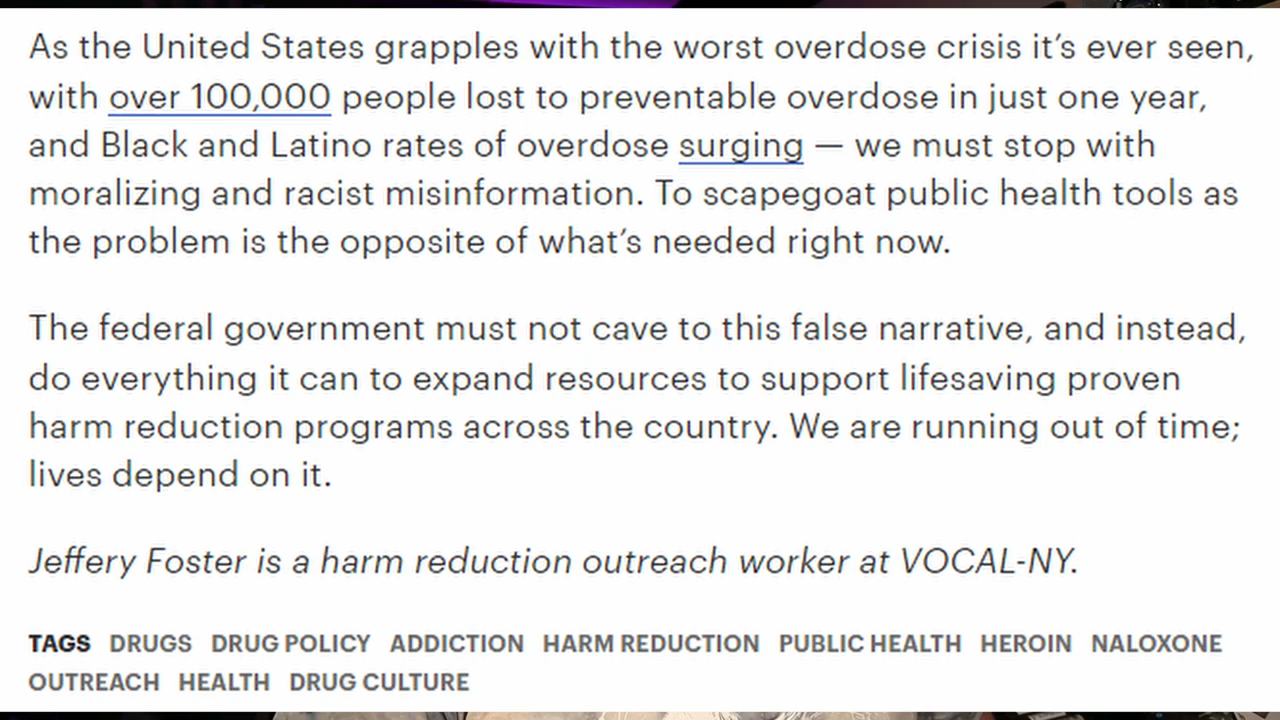 As the United States grapples with the worst overdose crisis it's ever seen,
with over 100,000 people lost to preventable overdose in just one year,
and Black and Latino rates of overdose surging — we must stop with
moralizing and racist misinformation. To scapegoat public health tools as
the problem is the opposite of what's needed right now.
The federal government must not cave to this false narrative, and instead,
do everything it can to expand resources to support lifesaving proven
harm reduction programs across the country. We are running out of time;
lives depend on it.
Jeffery Foster is a harm reduction outreach worker at VOCAL-NY.
TAGS DRUGS DRUG POLICY ADDICTION HARM REDUCTION PUBLIC HEALTH HEROIN NALOXONE
OUTREACH HEALTH DRUG CULTURE